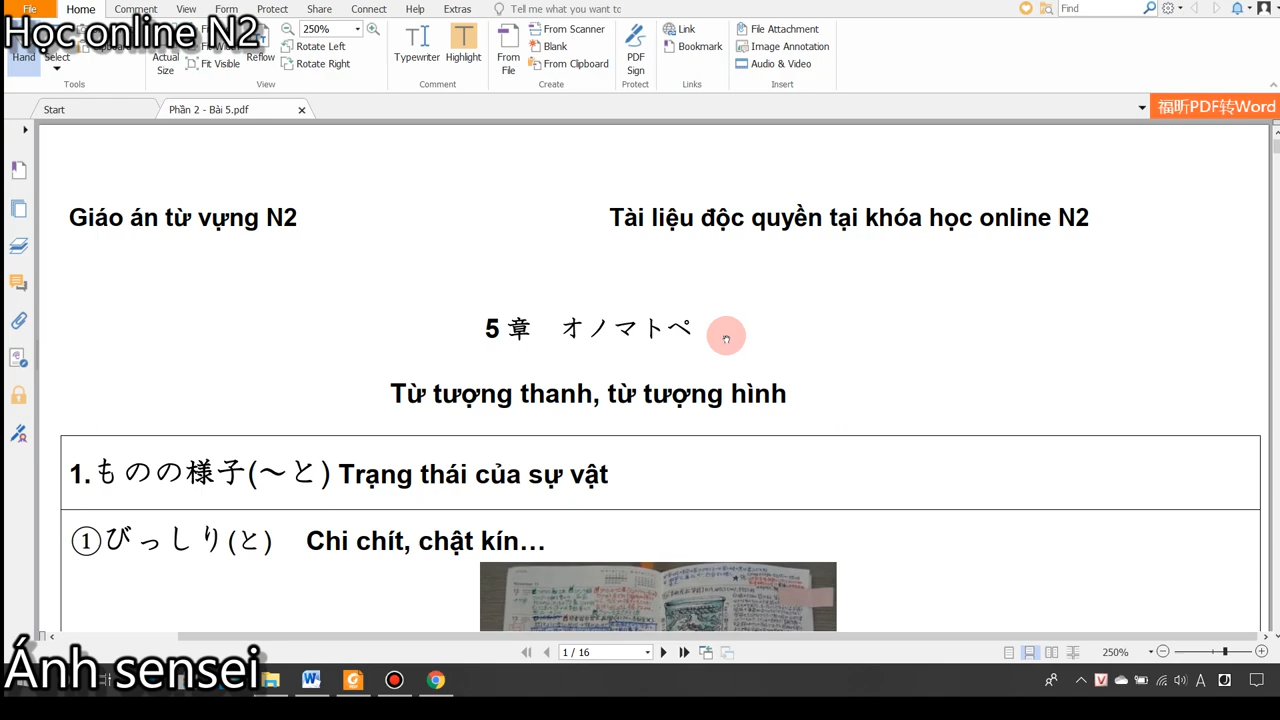 File Home Comment View Form Protect Share Connect Help Extras Tell me what you want to Find
Học online N2
Hand Select Actual Size Reflow
250%
Fit Visible
Rotate Left
Rotate Right
Typewriter Highlight
From File
From Scanner
Blank
From Clipboard
PDF Sign
Link
Bookmark
File Attachment
Image Annotation
Audio & Video
Tools View Comment Create Protect Links Insert
Start Phần 2 - Bài 5.pdf 福昕PDF转Word
Giáo án từ vựng N2 Tài liệu độc quyền tại khóa học online N2
5 章 オノマトペ
Từ tượng thanh, từ tượng hình
1.ものの様子(～と) Trạng thái của sự vật
①びっしり(と) Chi chít, chật kín…
1 / 16 250%
Ánh sensei